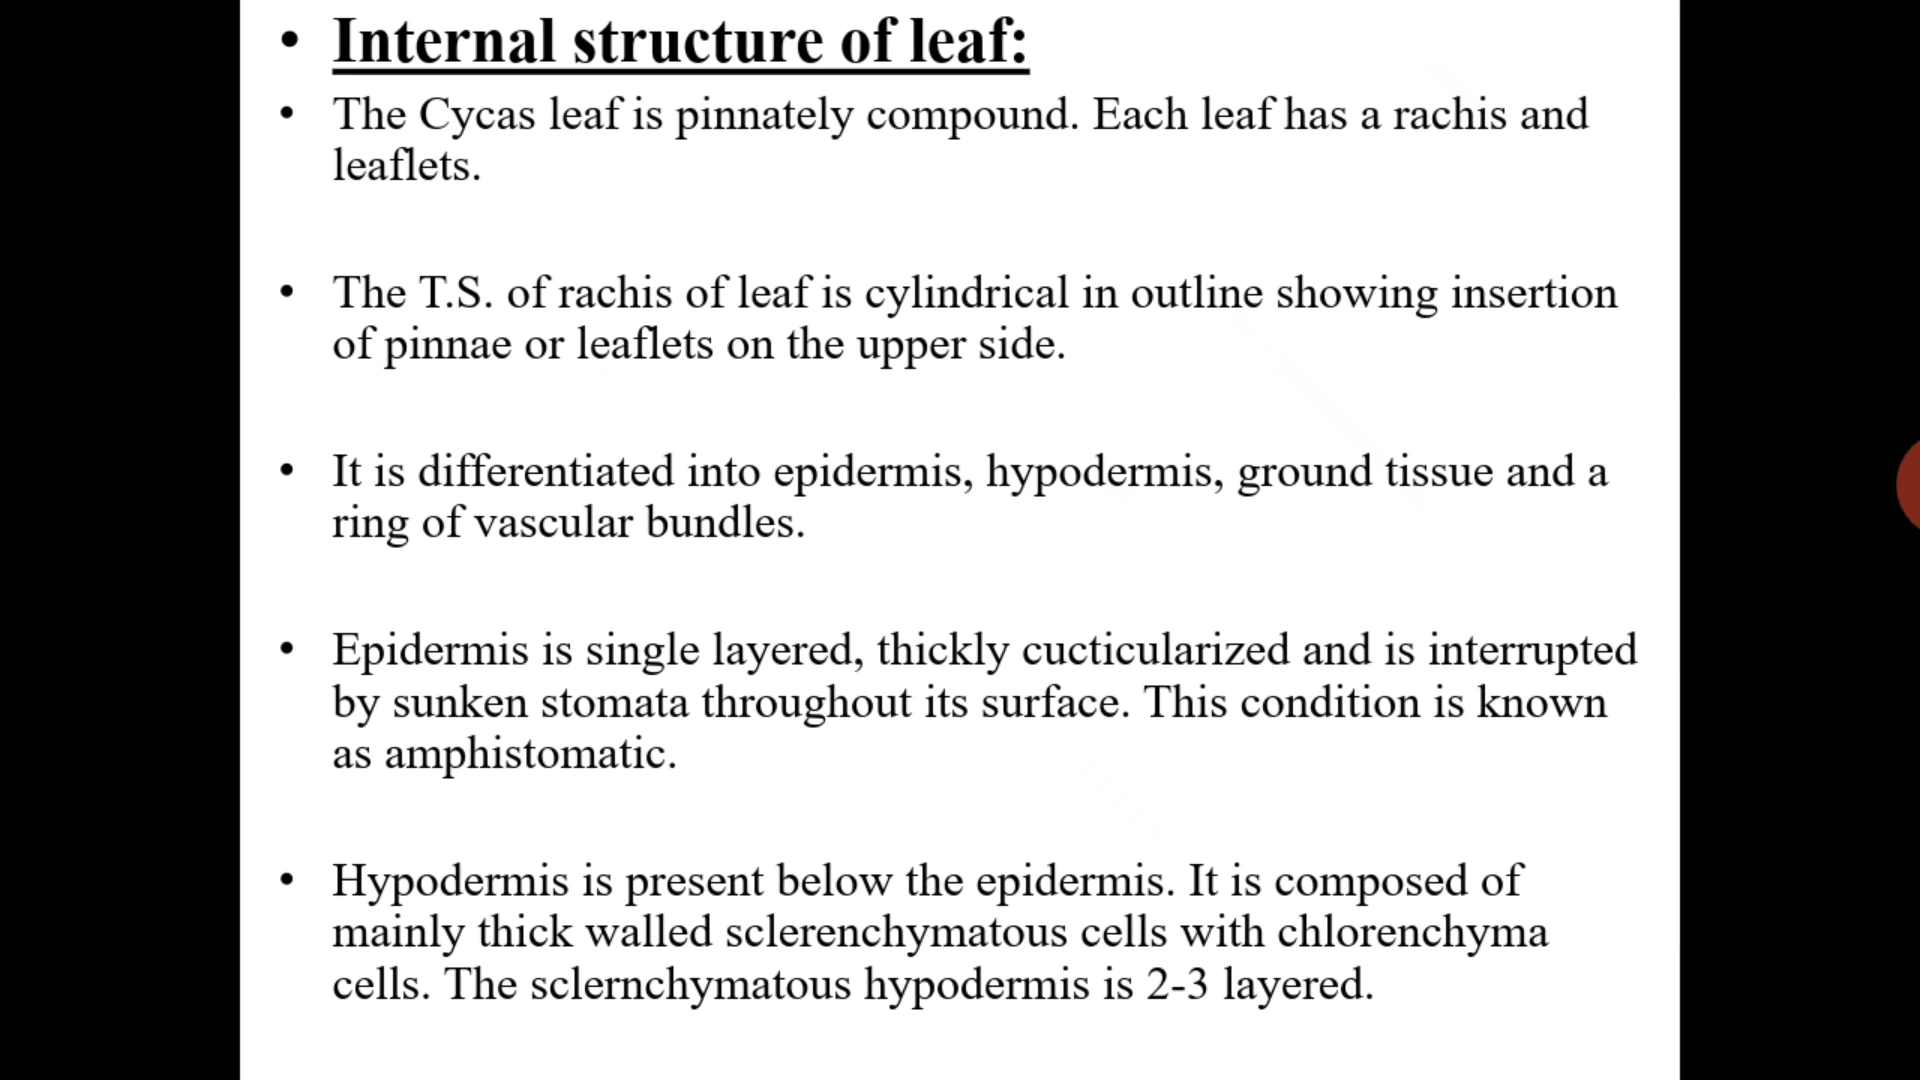 • Internal structure of leaf:
• The Cycas leaf is pinnately compound. Each leaf has a rachis and
leaflets.
• The T.S. of rachis of leaf is cylindrical in outline showing insertion
of pinnae or leaflets on the upper side.
• It is differentiated into epidermis, hypodermis, ground tissue and a
ring of vascular bundles.
• Epidermis is single layered, thickly cucticularized and is interrupted
by sunken stomata throughout its surface. This condition is known
as amphistomatic.
• Hypodermis is present below the epidermis. It is composed of
mainly thick walled sclerenchymatous cells with chlorenchyma
cells. The sclernchymatous hypodermis is 2-3 layered.